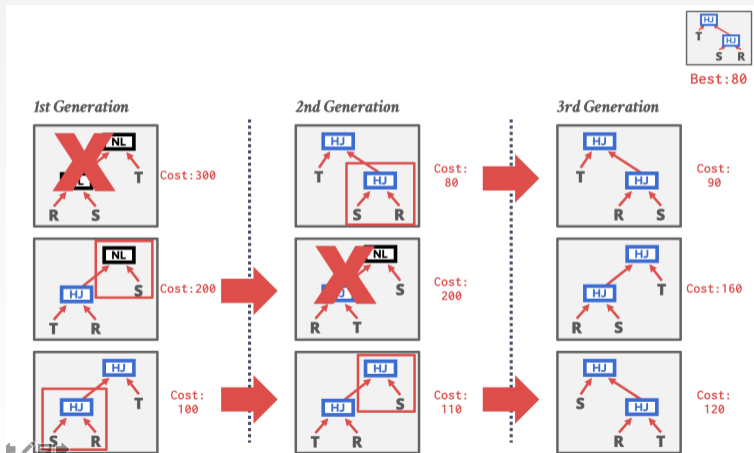 HJ
T
HJ
S R
Best:80
1st Generation
2nd Generation
3rd Generation
NL
T
R S
Cost:300
HJ
T
HJ
S R
Cost:
80
HJ
T
HJ
R S
Cost:
90
NL
HJ
S
T R
Cost:200
NL
S
R T
Cost:
200
HJ
HJ
T
R S
Cost:160
HJ
HJ
T
S R
Cost:
100
HJ
HJ
S
T R
Cost:
110
HJ
S
HJ
R T
Cost:
120